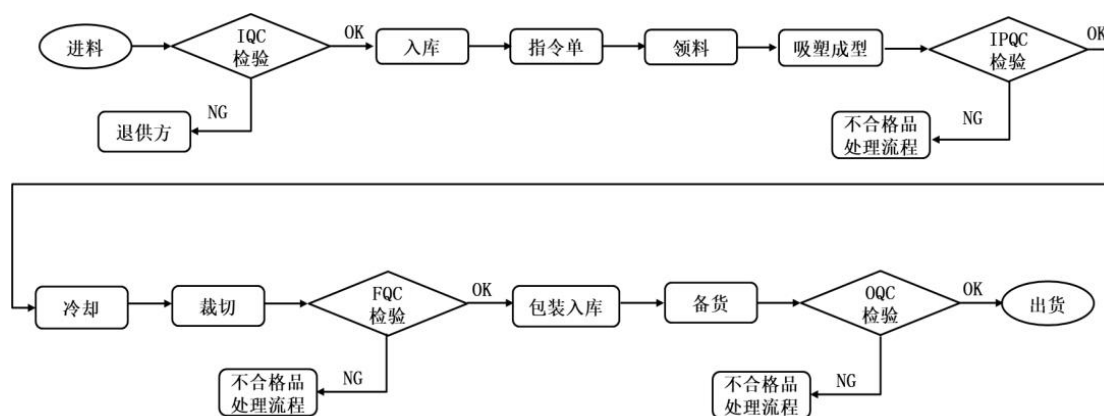 进料
IQC
检验
OK
入库
指令单
领料
吸塑成型
IPQC
检验
OK
NG
退供方
NG
不合格品
处理流程
冷却
裁切
FQC
检验
OK
包装入库
备货
OQC
检验
OK
出货
NG
不合格品
处理流程
NG
不合格品
处理流程